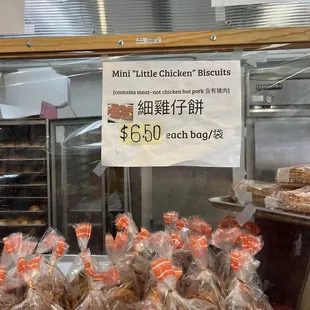 Mini "Little Chicken" Biscuits
(contains meat-not chicken but pork 含有豬肉)
細雞仔餅
$6.50 each bag/袋